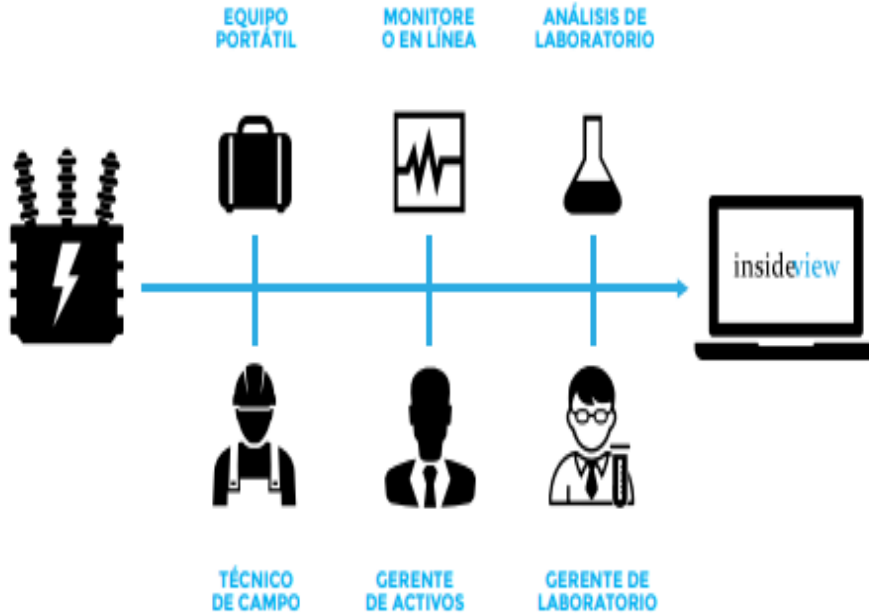 EQUIPO
PORTÁTIL
MONITORE
O EN LÍNEA
ANÁLISIS DE
LABORATORIO
insideview
TÉCNICO
DE CAMPO
GERENTE
DE ACTIVOS
GERENTE DE
LABORATORIO